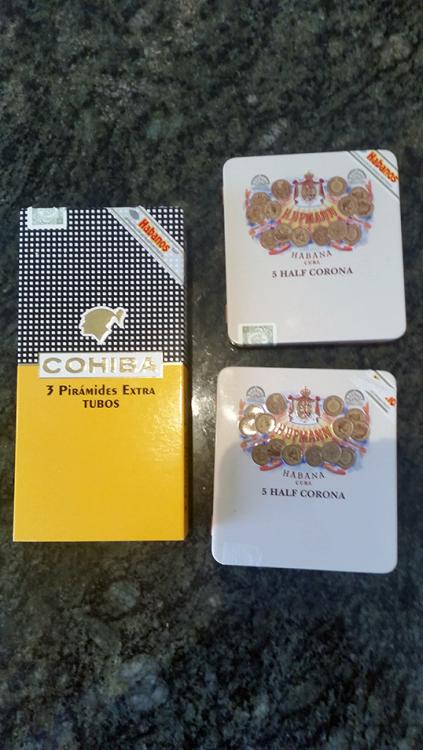 Habanos
COHIBA
3 PIRÁMIDES EXTRA
TUBOS
Habanos
H.UPMANN
HABANA
CUBA
5 HALF CORONA
H.UPMANN
HABANA
CUBA
5 HALF CORONA